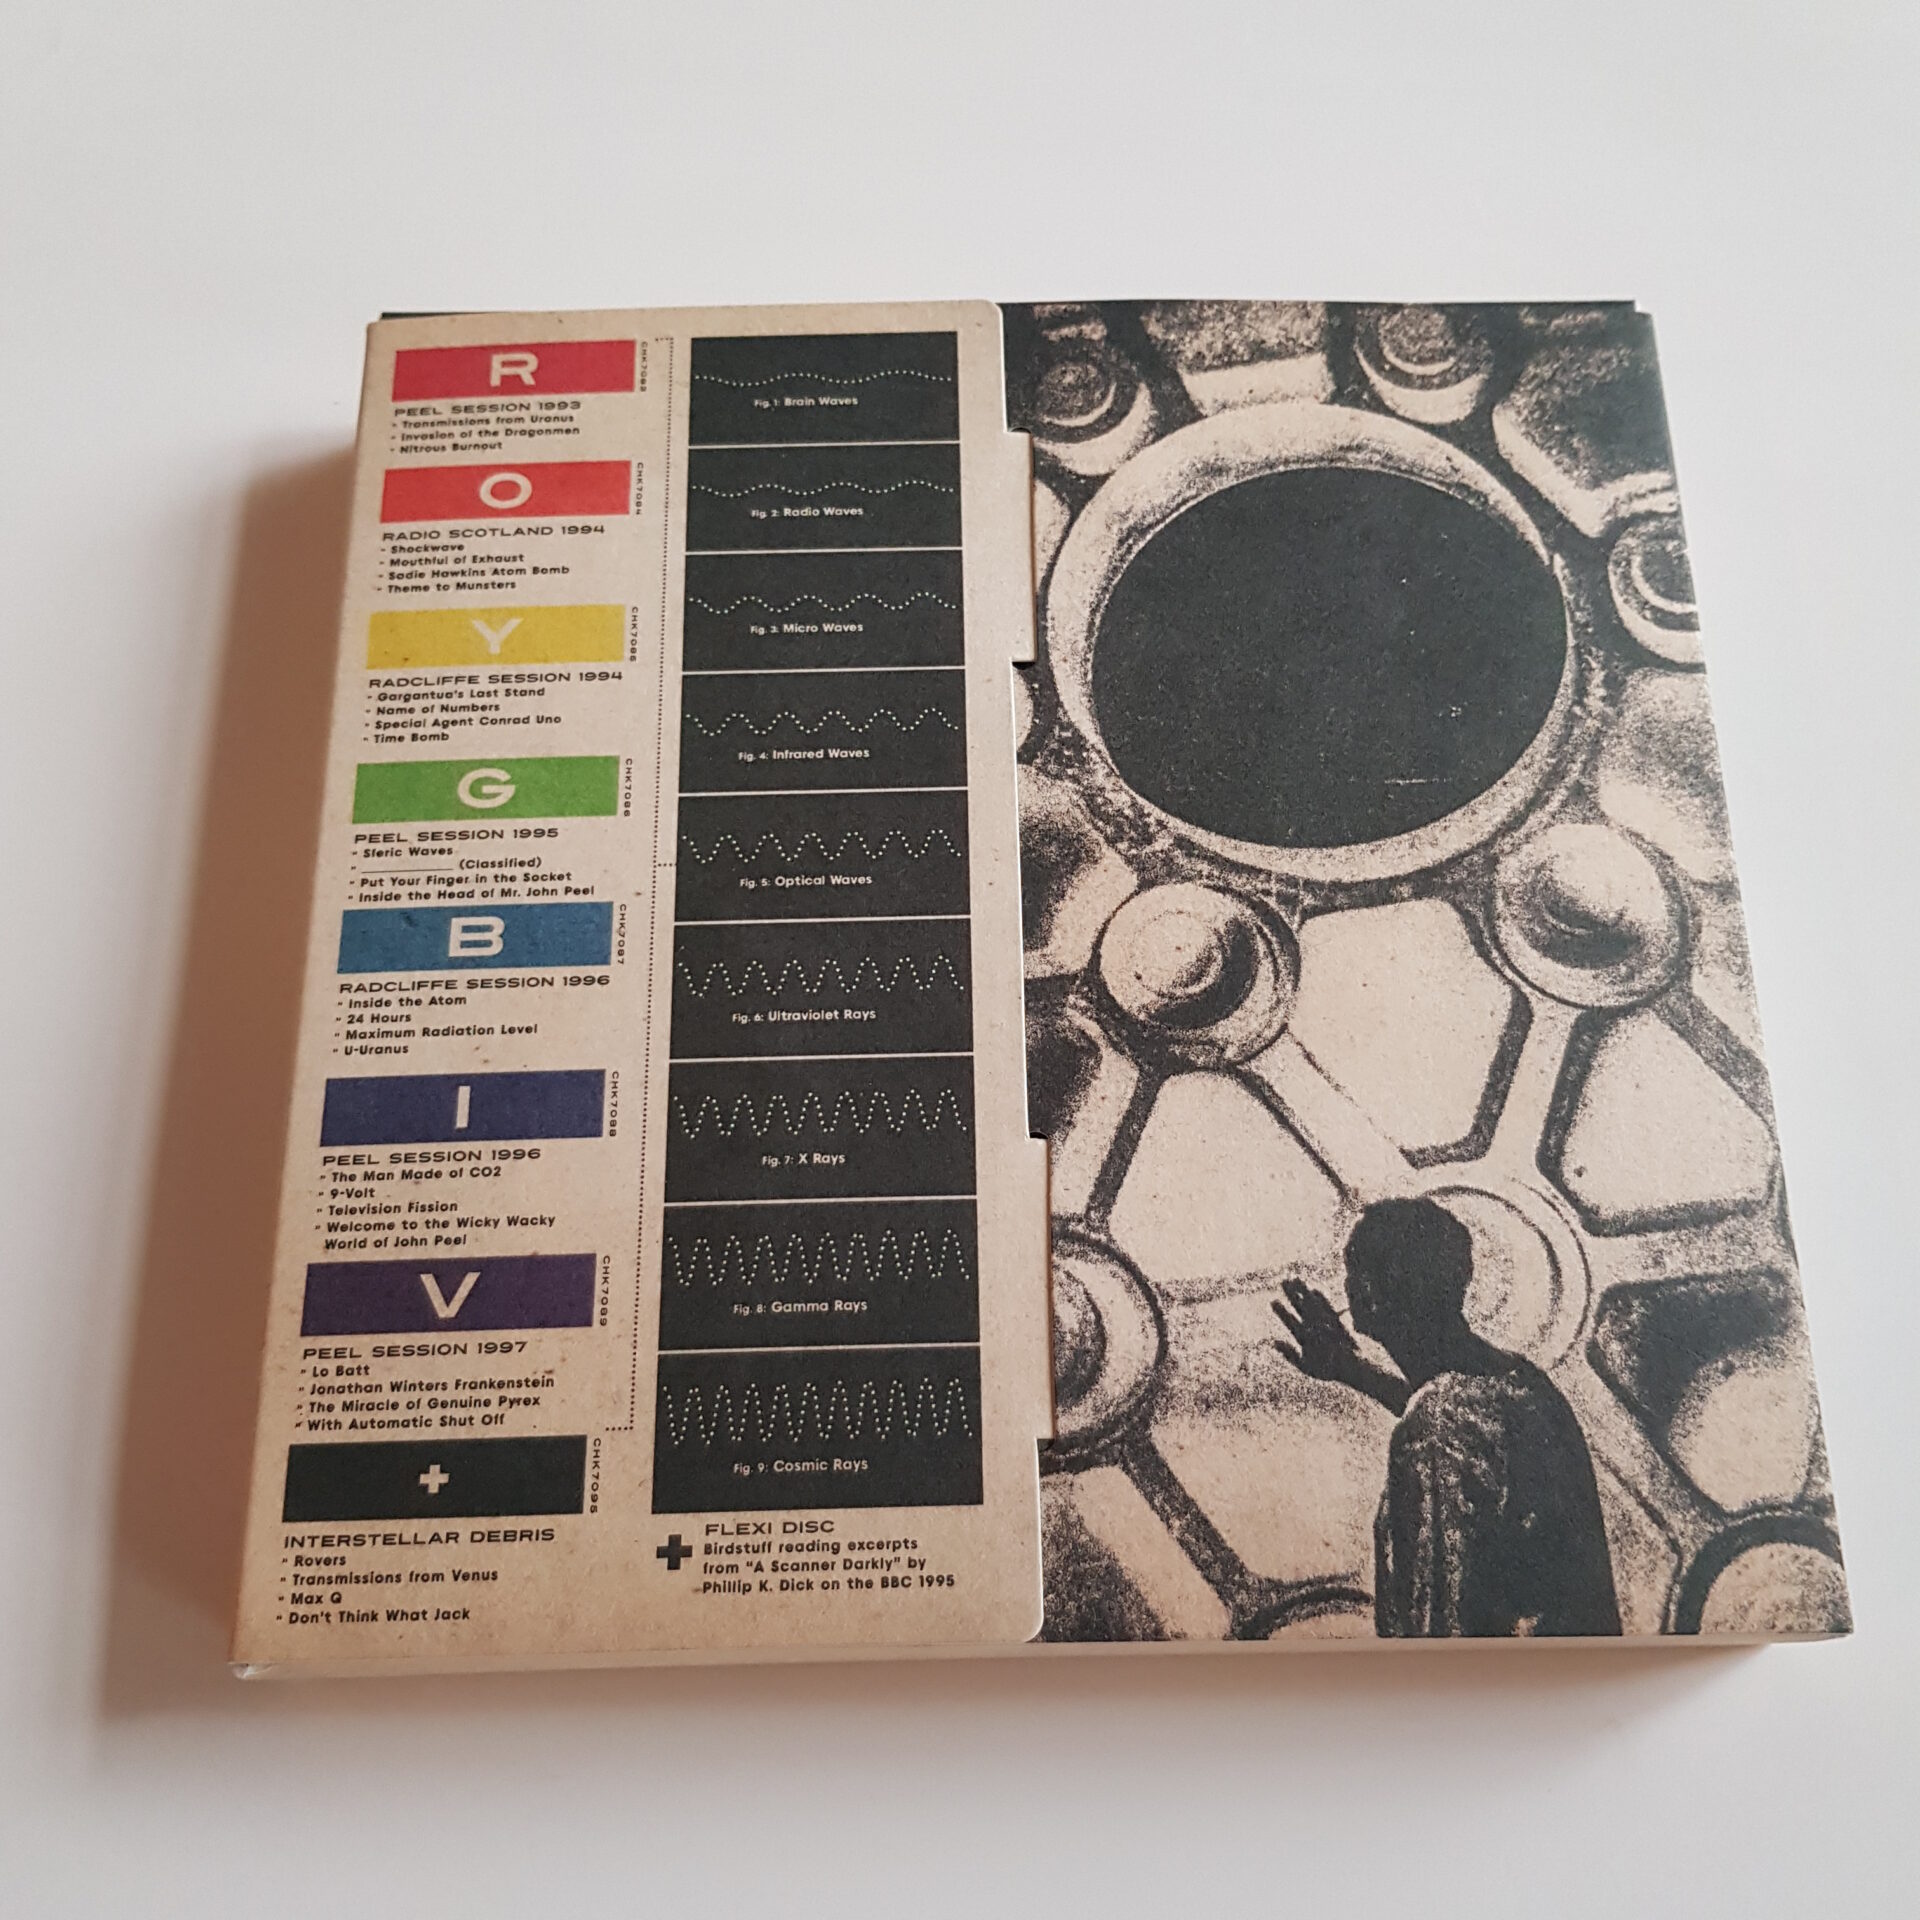 R
CHK7083
PEEL SESSION 1993
- Transmissions from Uranus
- Invasion of the Dragonmen
- Nitrous Burnout
O
CHK7084
RADIO SCOTLAND 1994
- Shockwave
- Mouthful of Exhaust
- Sadie Hawkins Atom Bomb
- Theme to Munsters
Y
RADCLIFFE SESSION 1994
- Gargantua's Last Stand
- Name of Numbers
- Special Agent Conrad Uno
- Time Bomb
G
CHK7086
PEEL SESSION 1995
- Sferic Waves
- __________ (Classified)
- Put Your Finger in the Socket
- Inside the Head of Mr. John Peel
B
CHK7087
RADCLIFFE SESSION 1996
- Inside the Atom
- 24 Hours
- Maximum Radiation Level
- U-Uranus
I
CHK7088
PEEL SESSION 1996
- The Man Made of CO2
- 9-Volt
- Television Fission
- Welcome to the Wicky Wacky
World of John Peel
V
CHK7089
PEEL SESSION 1997
- Lo Batt
- Jonathan Winters Frankenstein
- The Miracle of Genuine Pyrex
- With Automatic Shut Off
+
CHK7095
INTERSTELLAR DEBRIS
- Rovers
- Transmissions from Venus
- Max Q
- Don't Think What Jack
Fig. 1: Brain Waves
Fig. 2: Radio Waves
Fig. 3: Micro Waves
Fig. 4: Infrared Waves
Fig. 5: Optical Waves
Fig. 6: Ultraviolet Rays
Fig. 7: X Rays
Fig. 8: Gamma Rays
Fig. 9: Cosmic Rays
+ FLEXI DISC
Birdstuff reading excerpts
from "A Scanner Darkly" by
Phillip K. Dick on the BBC 1995